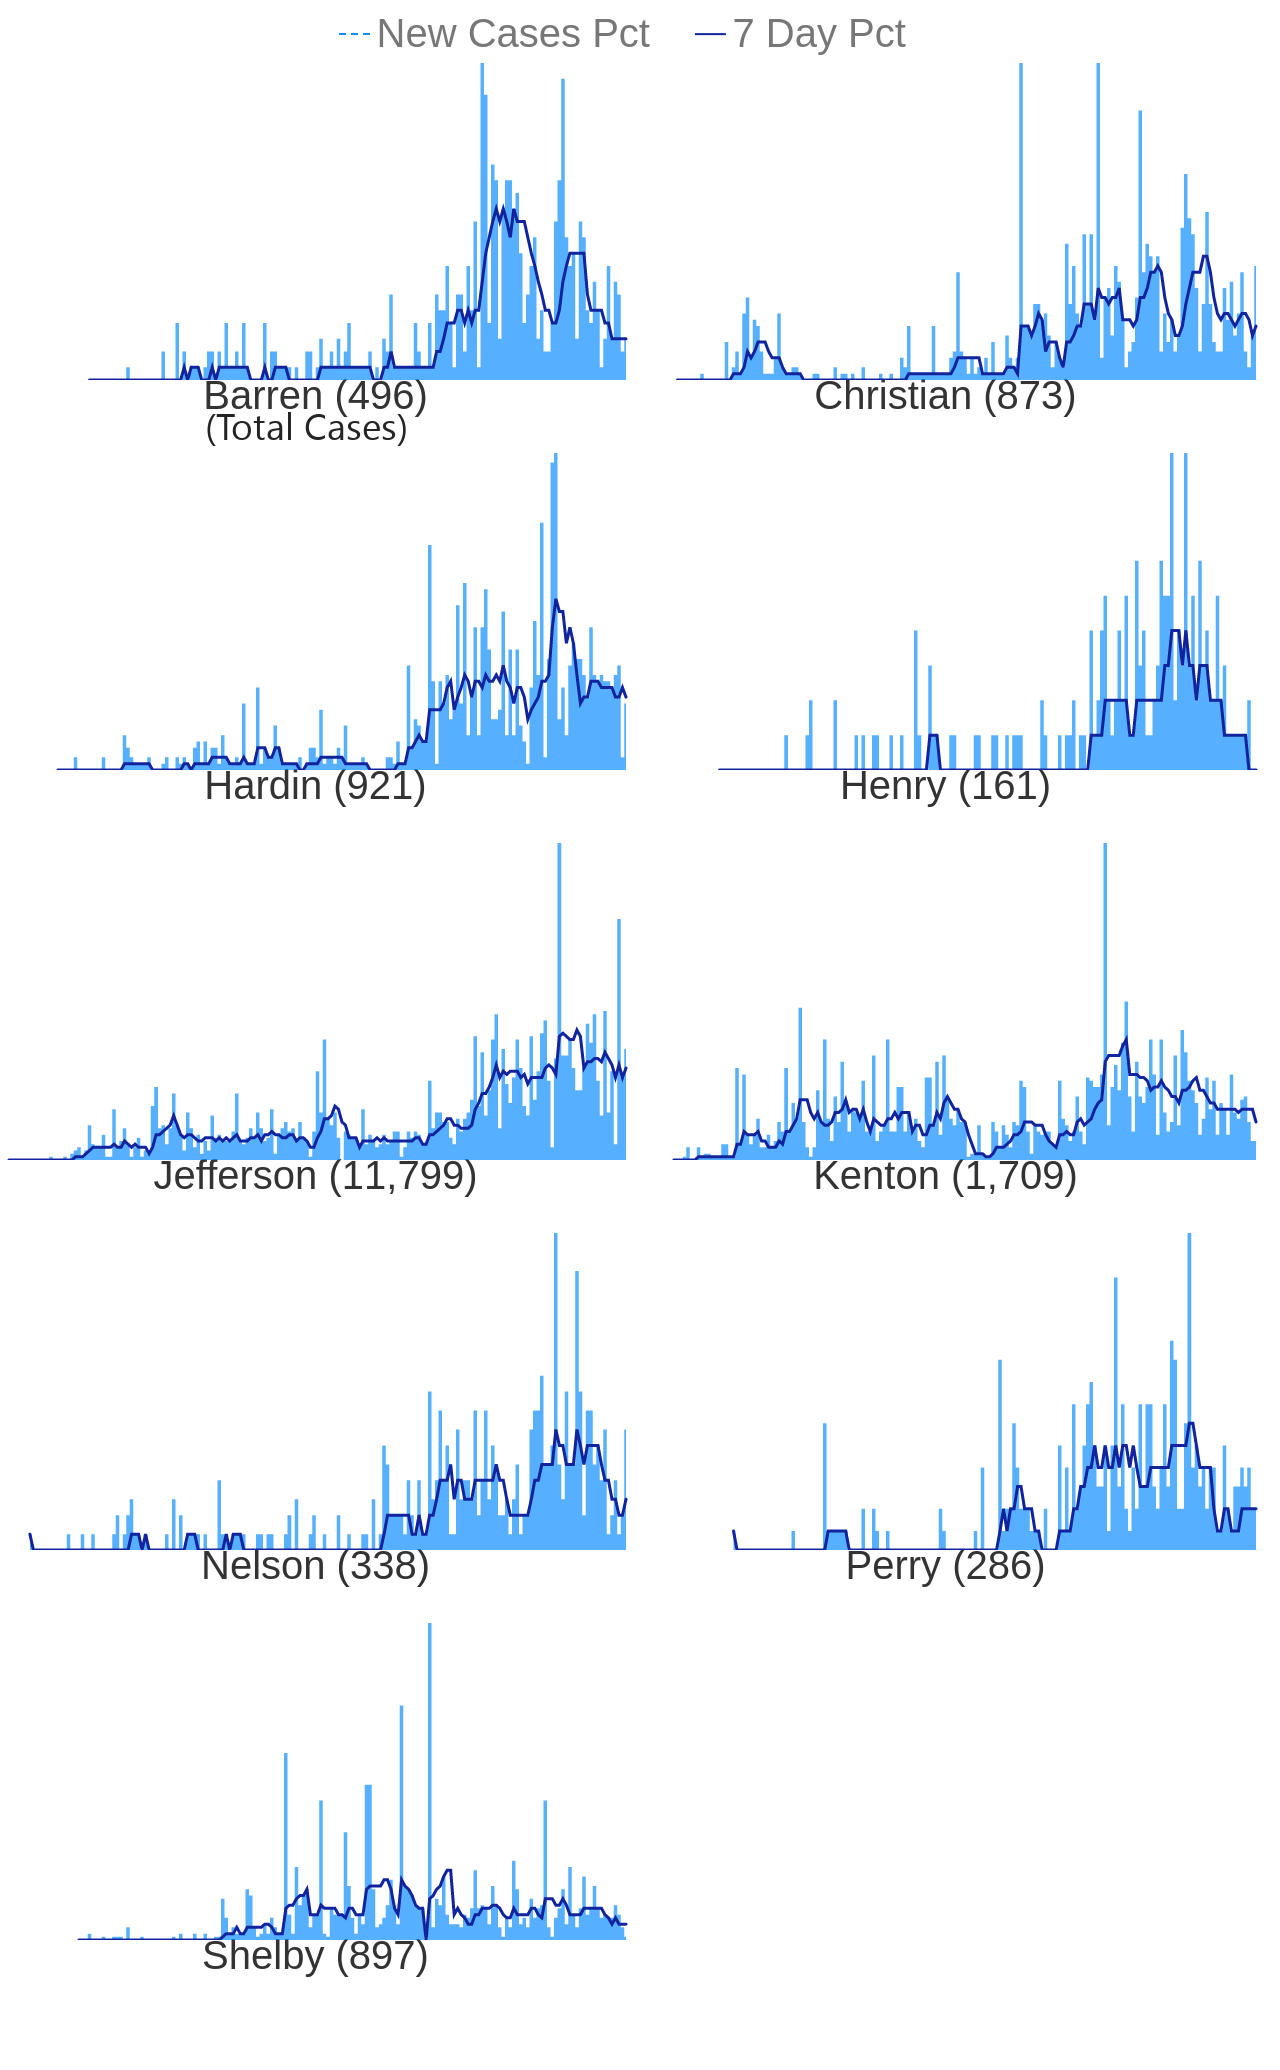 New Cases Pct 7 Day Pct
Barren (496) Christian (873)
(Total Cases)
Hardin (921) Henry (161)
Jefferson (11,799) Kenton (1,709)
Nelson (338) Perry (286)
Shelby (897)